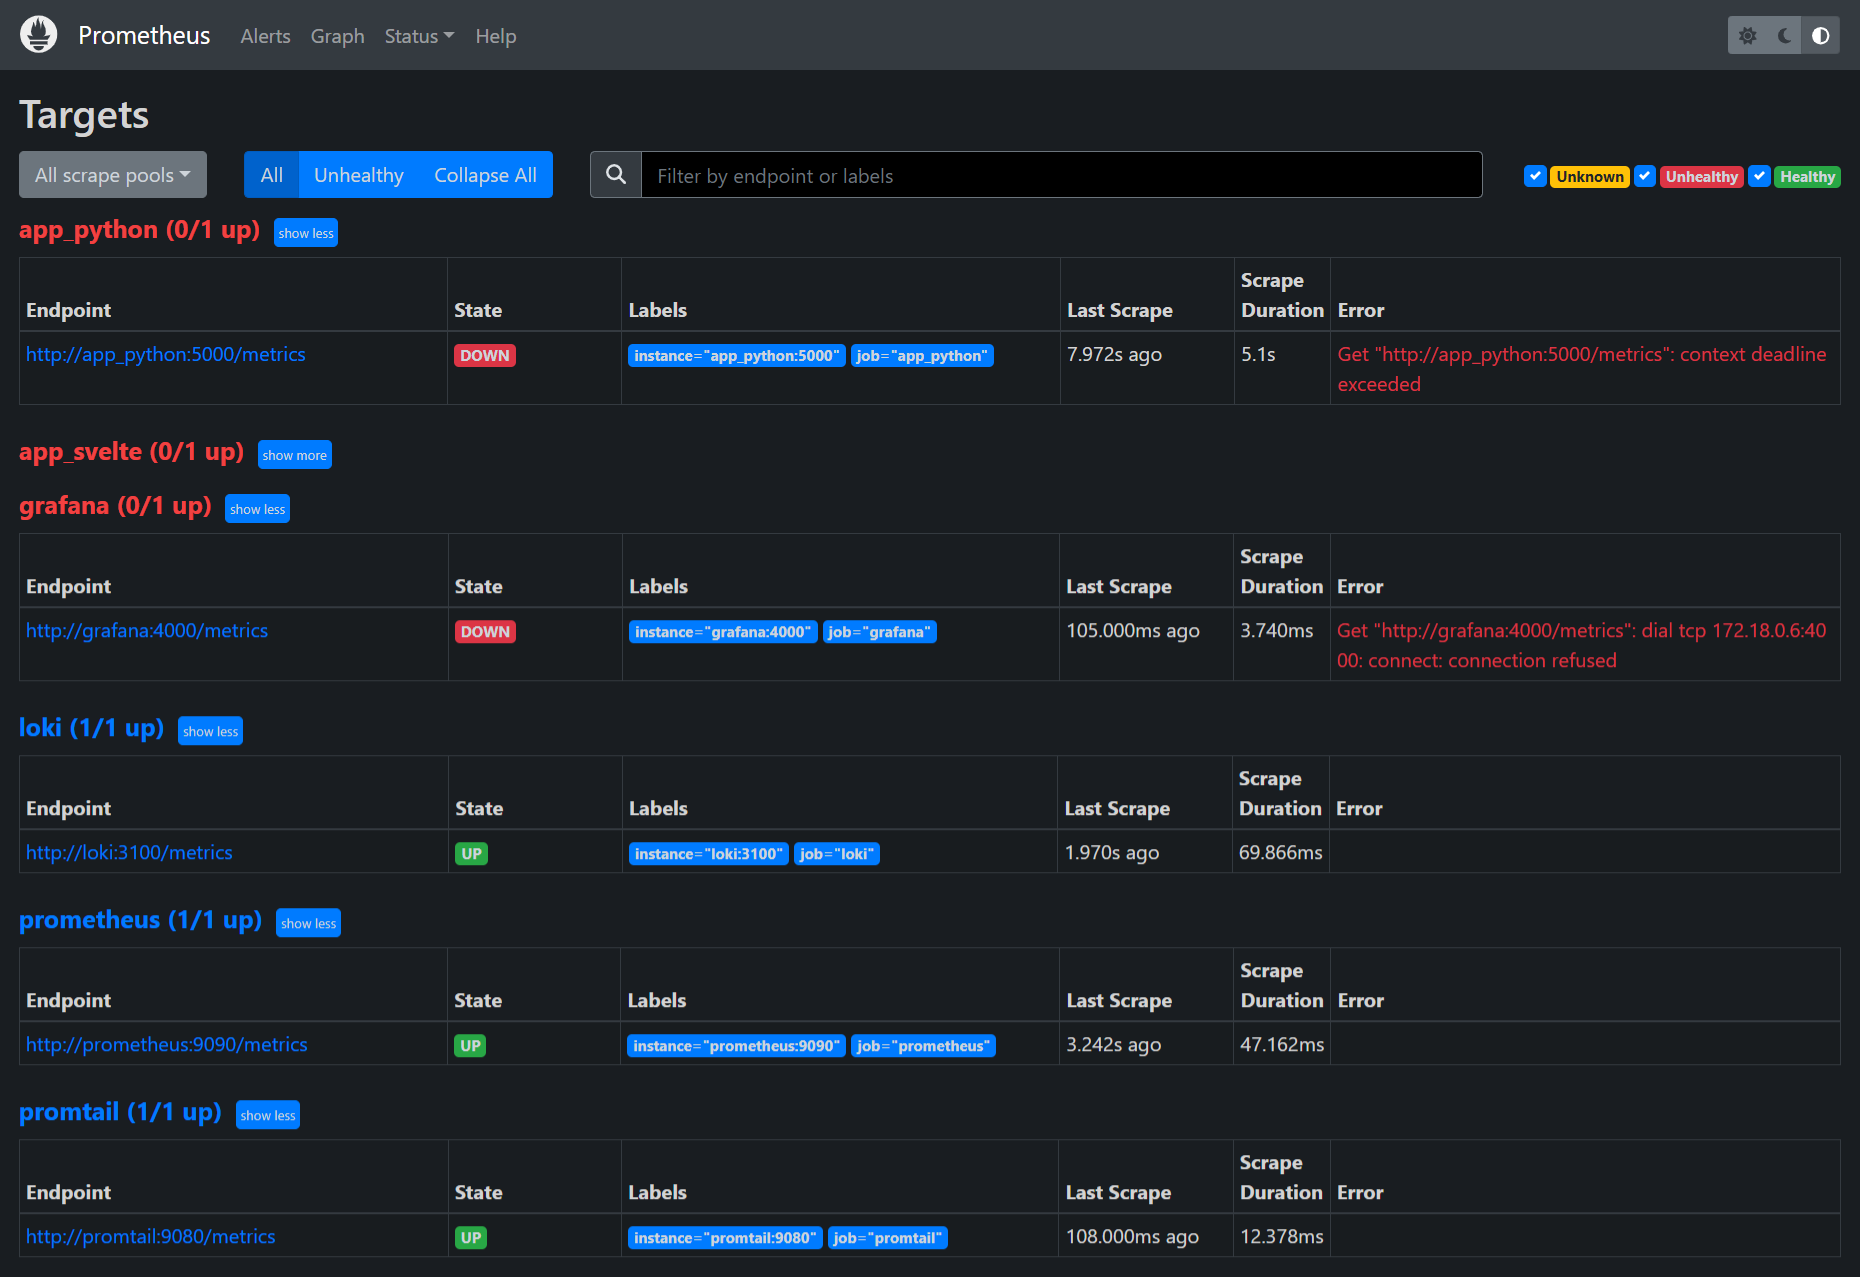 Prometheus Alerts Graph Status Help
Targets
All scrape pools All Unhealthy Collapse All Filter by endpoint or labels Unknown Unhealthy Healthy
app_python (0/1 up) show less
Endpoint State Labels Last Scrape Scrape Duration Error
http://app_python:5000/metrics DOWN instance="app_python:5000" job="app_python" 7.972s ago 5.1s Get "http://app_python:5000/metrics": context deadline
exceeded
app_svelte (0/1 up) show more
grafana (0/1 up) show less
Endpoint State Labels Last Scrape Scrape Duration Error
http://grafana:4000/metrics DOWN instance="grafana:4000" job="grafana" 105.000ms ago 3.740ms Get "http://grafana:4000/metrics": dial tcp 172.18.0.6:40
00: connect: connection refused
loki (1/1 up) show less
Endpoint State Labels Last Scrape Scrape Duration Error
http://loki:3100/metrics UP instance="loki:3100" job="loki" 1.970s ago 69.866ms
prometheus (1/1 up) show less
Endpoint State Labels Last Scrape Scrape Duration Error
http://prometheus:9090/metrics UP instance="prometheus:9090" job="prometheus" 3.242s ago 47.162ms
promtail (1/1 up) show less
Endpoint State Labels Last Scrape Scrape Duration Error
http://promtail:9080/metrics UP instance="promtail:9080" job="promtail" 108.000ms ago 12.378ms